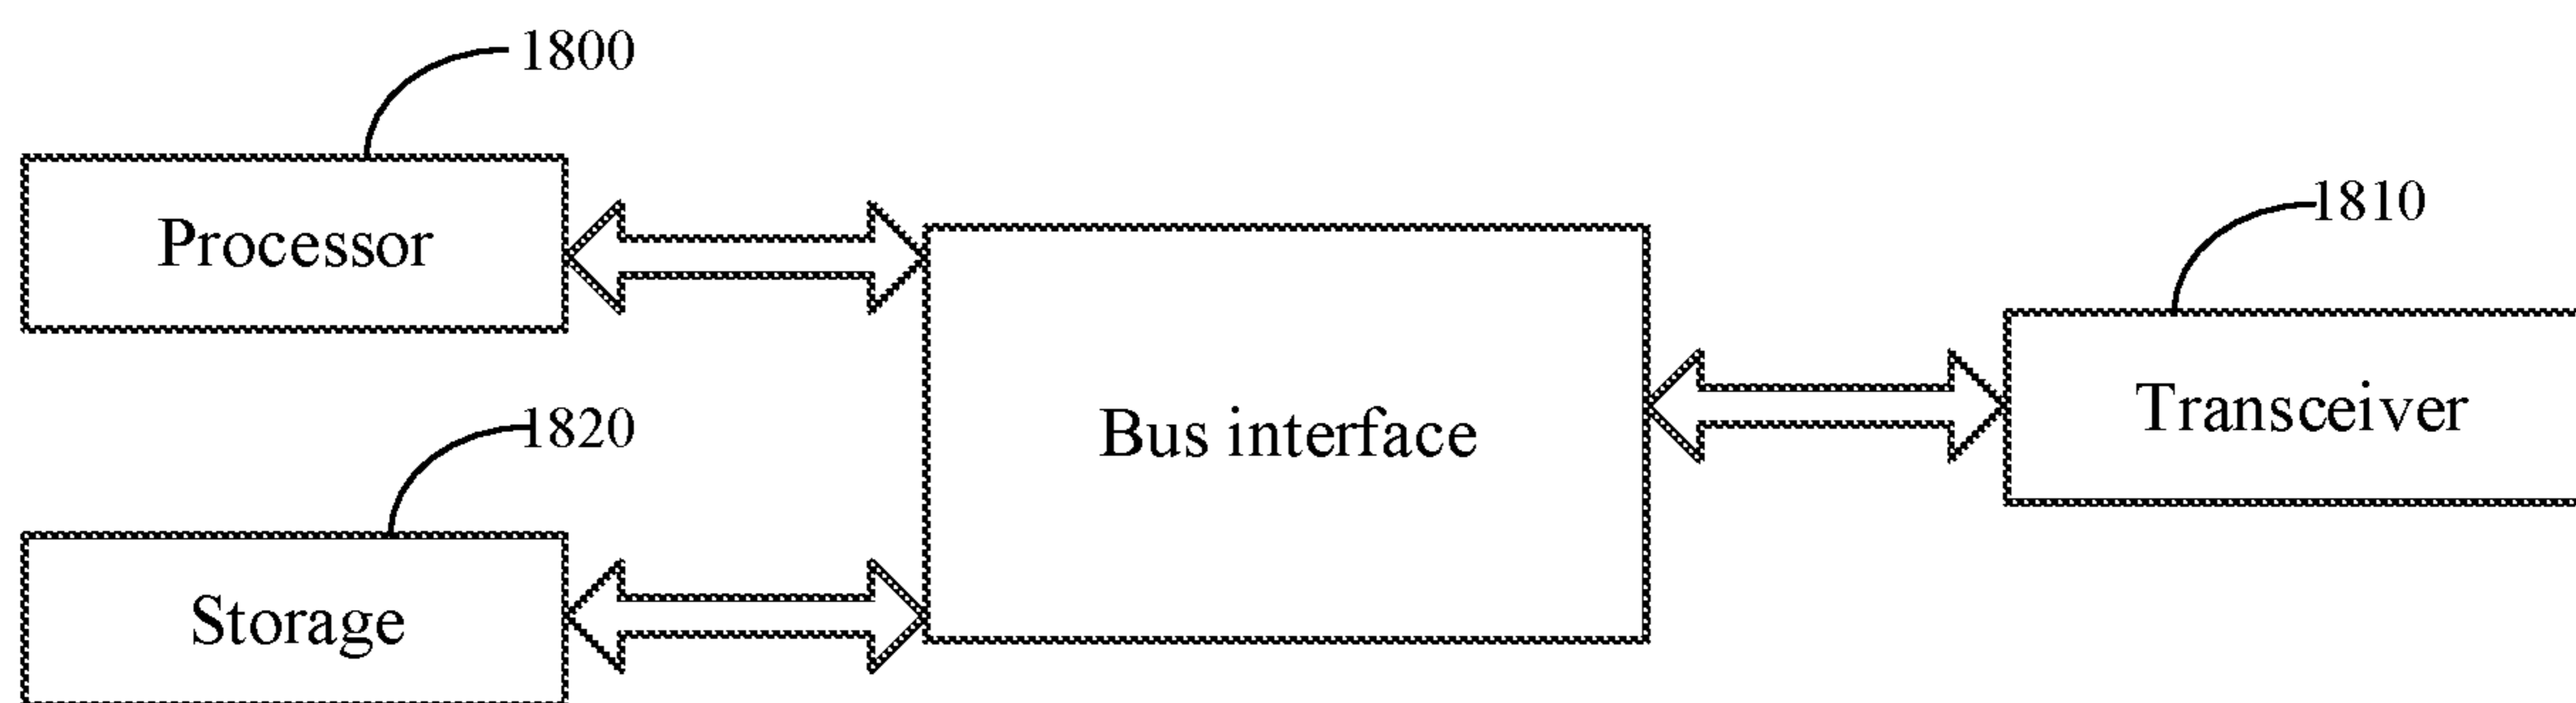 1800
Processor
1810
Bus interface
Transceiver
1820
Storage